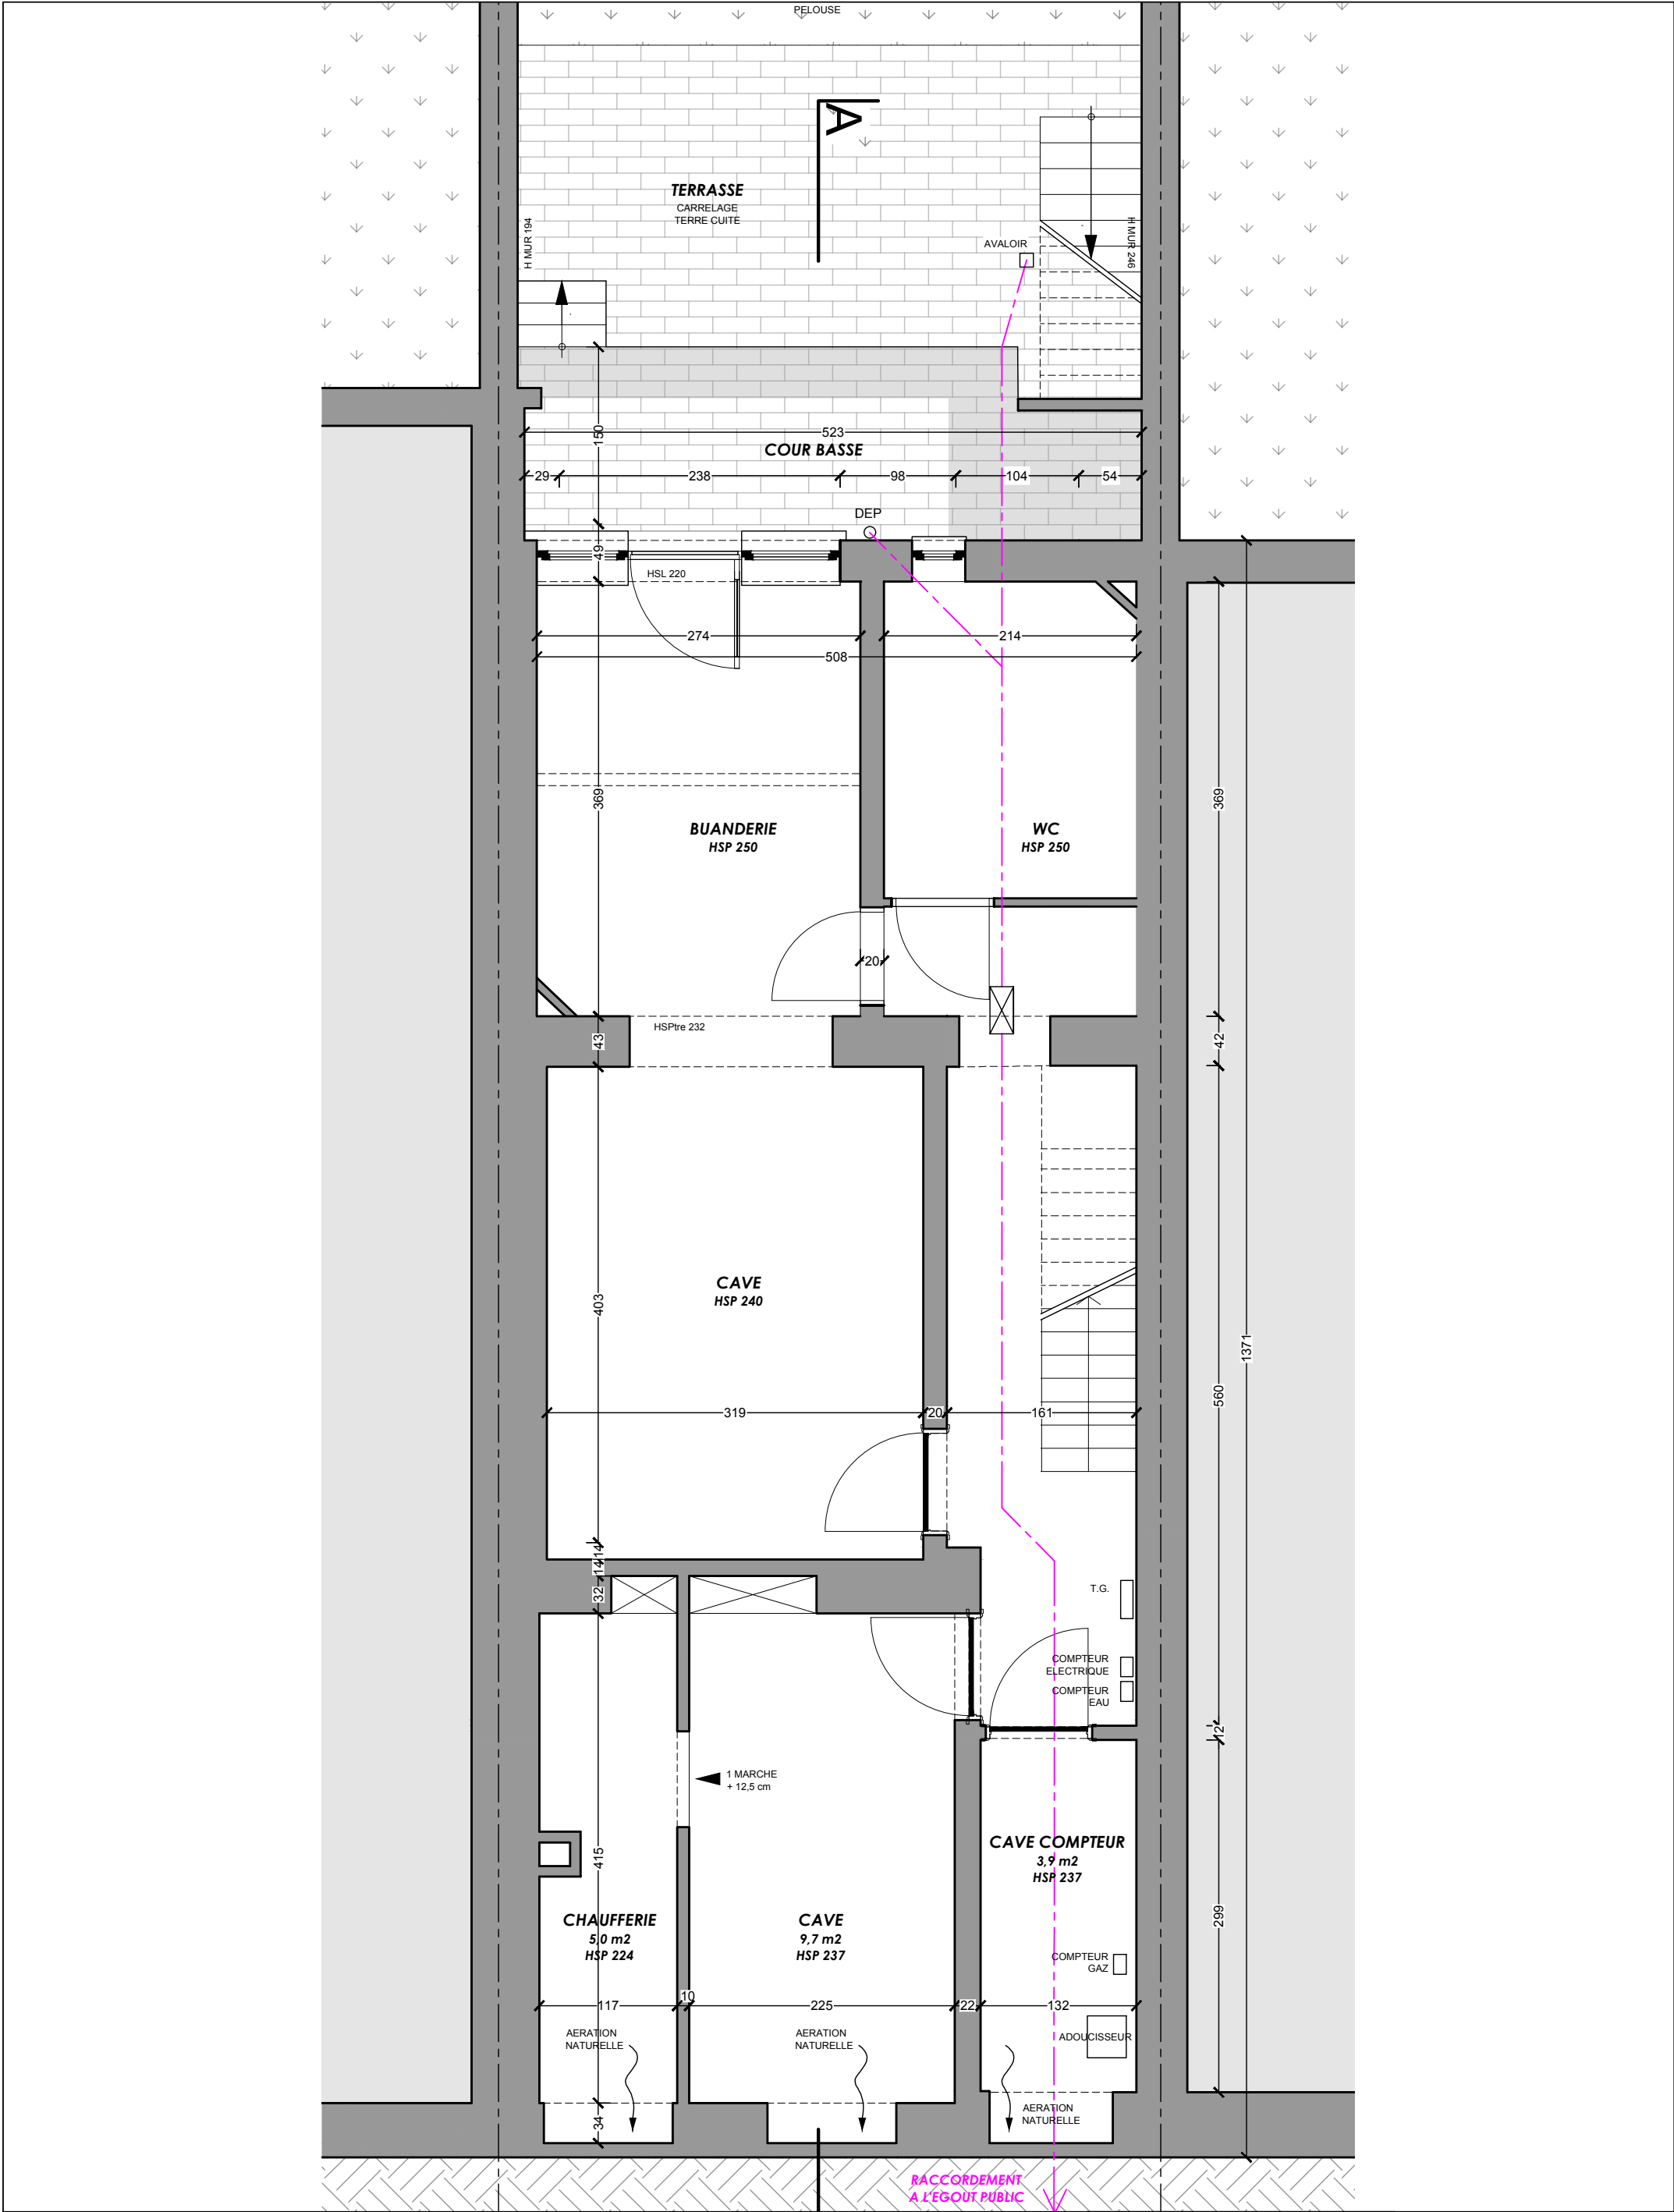 PELOUSE
A
TERRASSE
CARRELAGE
TERRE CUITE
H MUR 194
H MUR 246
AVALOIR
523
150
COUR BASSE
29
238
98
104
54
DEP
49
HSL 220
274
214
508
369
369
BUANDERIE
HSP 250
WC
HSP 250
20
HSPtre 232
43
42
CAVE
HSP 240
403
1371
560
319
20
161
14
14
32
T.G.
COMPTEUR
ELECTRIQUE
COMPTEUR
EAU
12
1 MARCHE
+ 12,5 cm
CAVE COMPTEUR
3,9 m2
HSP 237
415
CHAUFFERIE
5,0 m2
HSP 224
CAVE
9,7 m2
HSP 237
299
COMPTEUR
GAZ
117
10
225
22
132
AERATION
NATURELLE
AERATION
NATURELLE
ADOUCISSEUR
AERATION
NATURELLE
34
RACCORDEMENT
A L'EGOUT PUBLIC